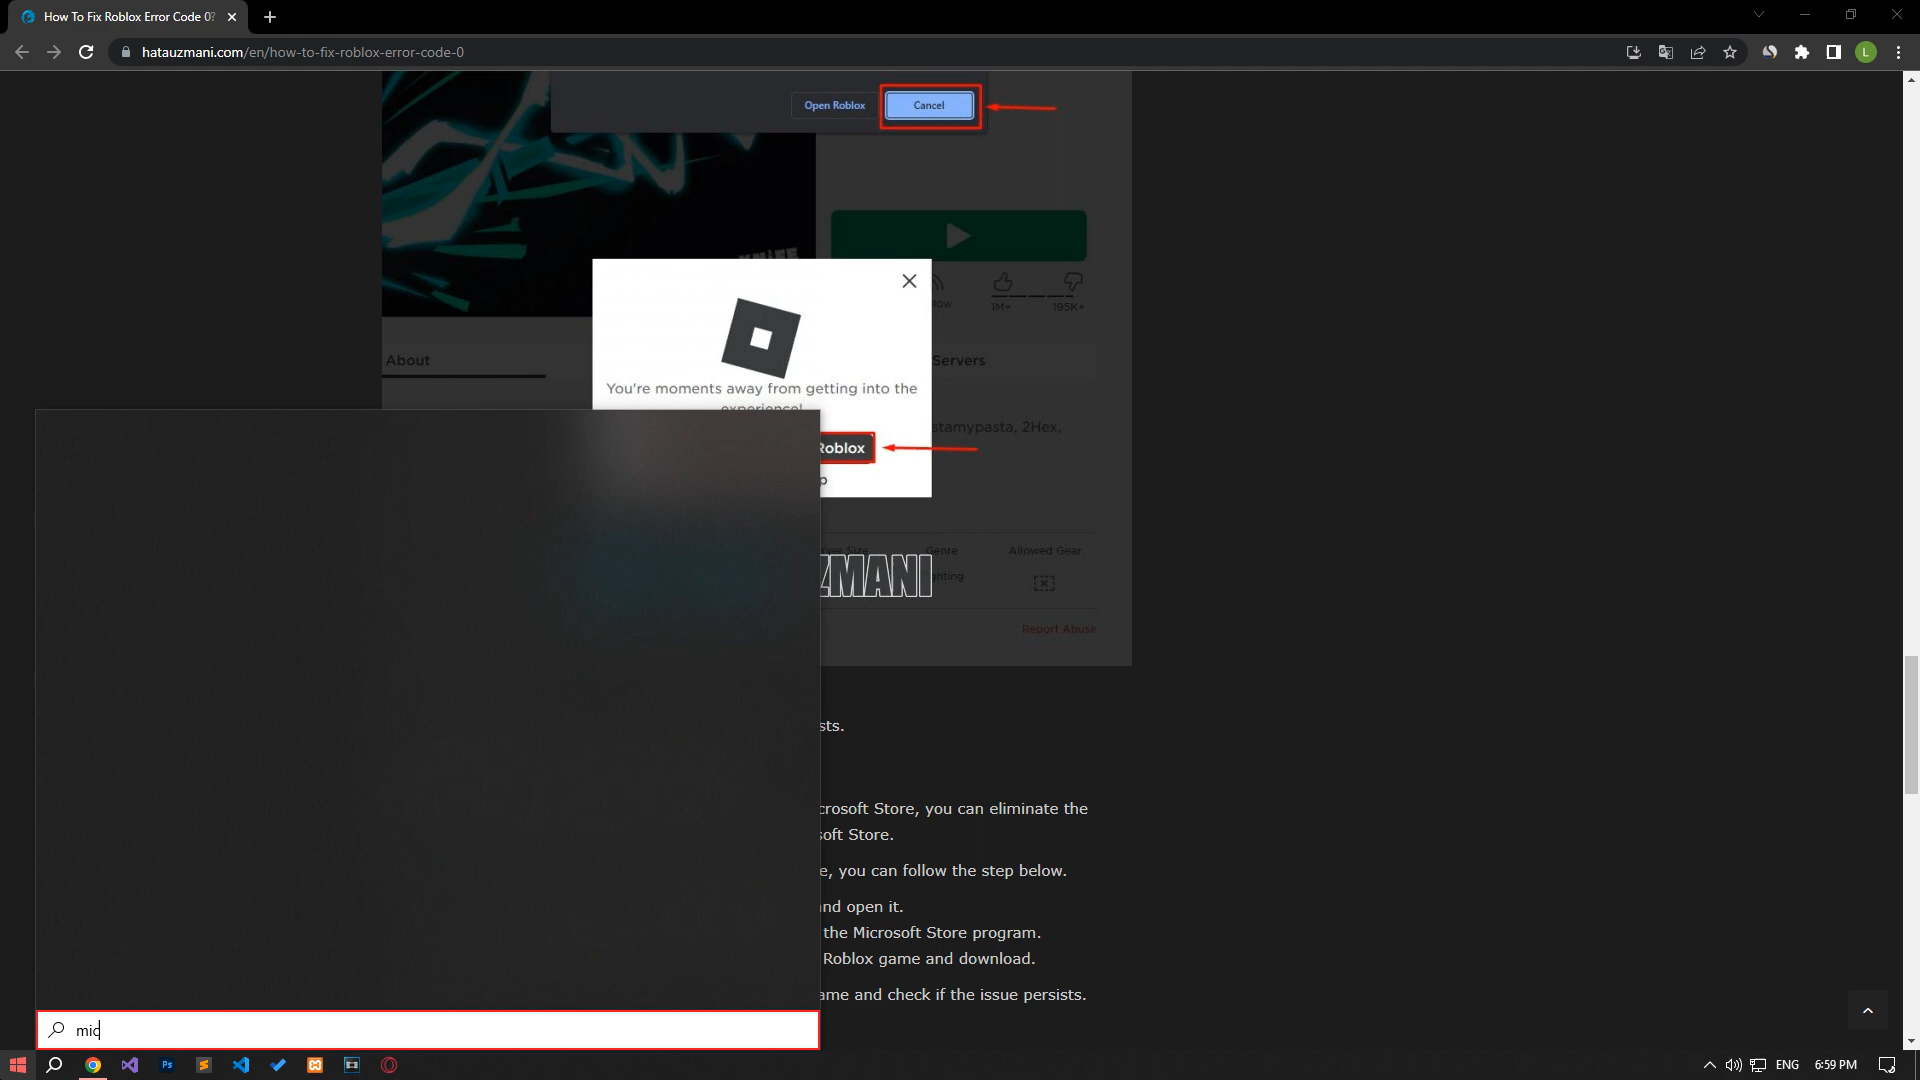 How To Fix Roblox Error Code 0?
hatauzmani.com/en/how-to-fix-roblox-error-code-0
L
Open Roblox
Cancel
1M+
195K+
You're moments away from getting into the
experience!
About
Servers
stamypasta, 2Hex,
Roblox
Genre
Allowed Gear
ghting
ZMANI
Report Abuse
sts.
crosoft Store, you can eliminate the
soft Store.
e, you can follow the step below.
and open it.
the Microsoft Store program.
Roblox game and download.
ame and check if the issue persists.
mic
Ps
ENG
6:59 PM